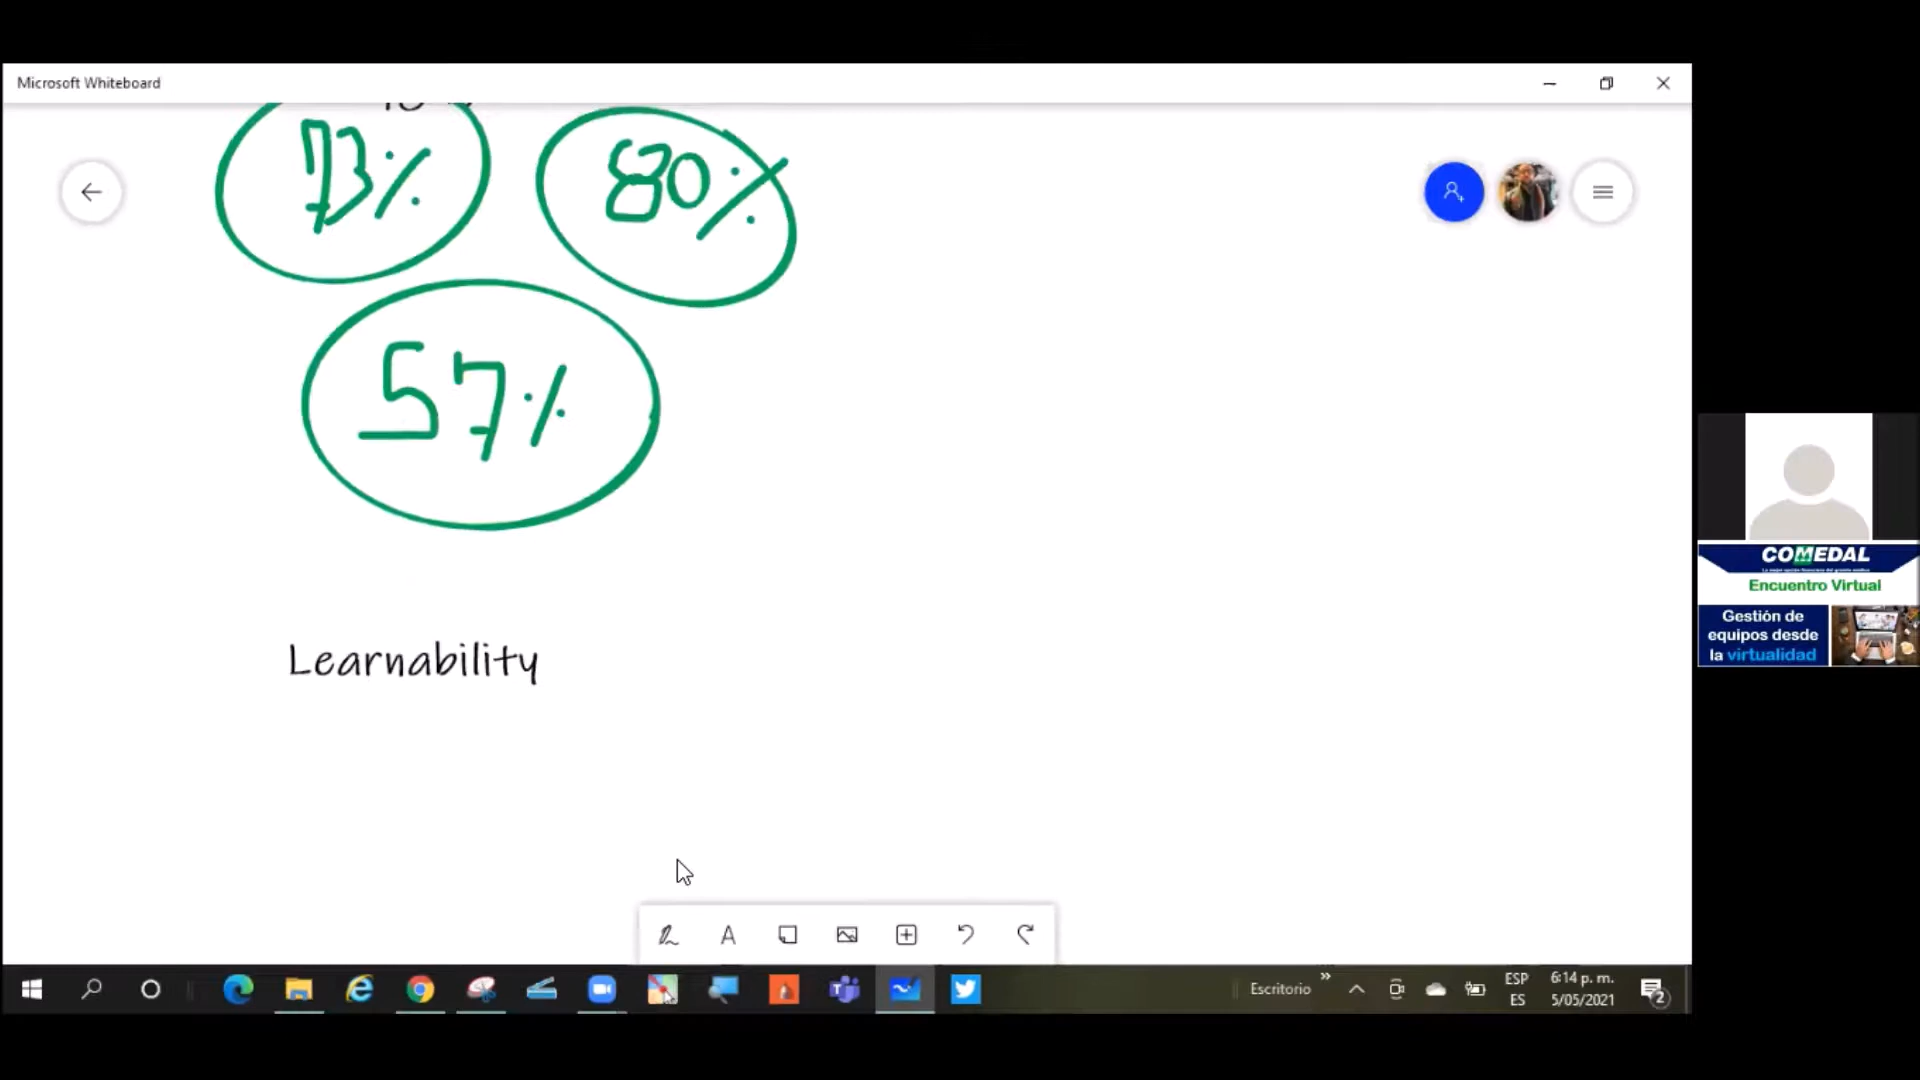 Microsoft Whiteboard
73%
80%
57%
Learnability
COMEDAL
Encuentro Virtual
Gestión de
equipos desde
la virtualidad
Escritorio
ESP
ES
6:14 p. m.
5/05/2021
2